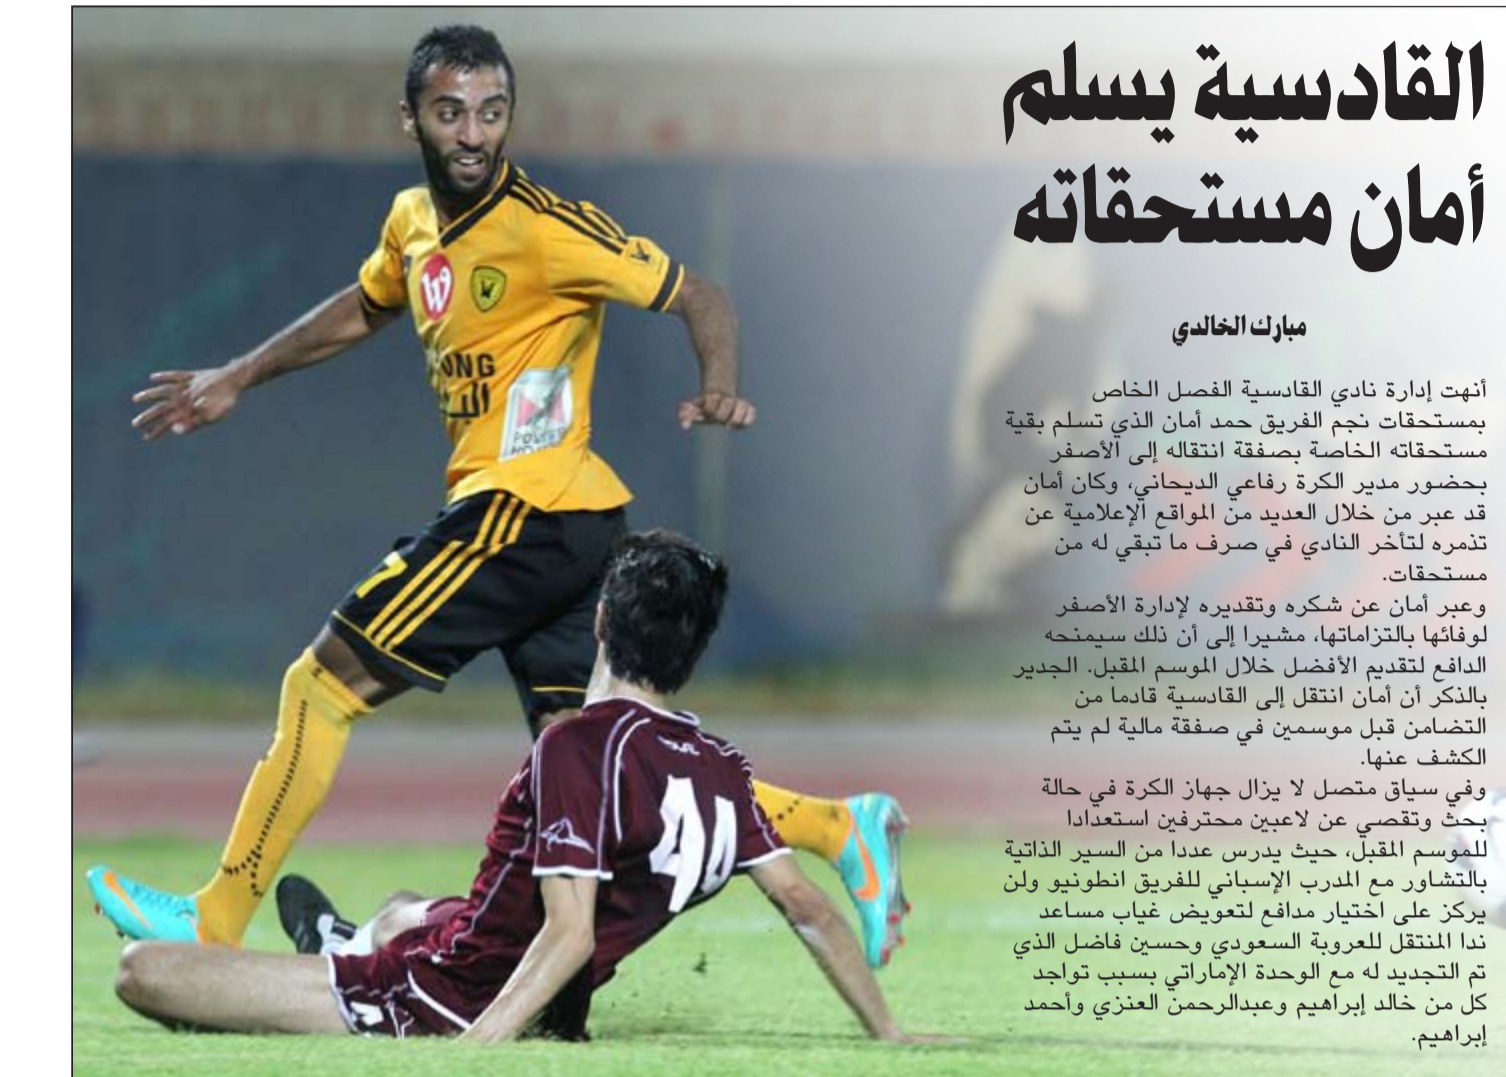 القادسية يسلم
أمان مستحقاته
مبارك الخالدي
أنهت إدارة نادي القادسية الفصل الخاص
بمستحقات نجم الفريق حمد أمان الذي تسلم بقية
مستحقاته الخاصة بصفقة انتقاله إلى الأصفر
بحضور مدير الكرة رفاعي الديحاني، وكان أمان
قد عبر من خلال العديد من المواقع الإعلامية عن
تذمره لتأخر النادي في صرف ما تبقي له من
مستحقات.
وعبر أمان عن شكره وتقديره لإدارة الأصفر
لوفائها بالتزاماتها، مشيرا إلى أن ذلك سيمنحه
الدافع لتقديم الأفضل خلال الموسم المقبل. الجدير
بالذكر أن أمان انتقل إلى القادسية قادما من
التضامن قبل موسمين في صفقة مالية لم يتم
الكشف عنها.
وفي سياق متصل لا يزال جهاز الكرة في حالة
بحث وتقصي عن لاعبين محترفين استعدادا
للموسم المقبل، حيث يدرس عددا من السير الذاتية
بالتشاور مع المدرب الإسباني للفريق انطونيو ولن
يركز على اختيار مدافع لتعويض غياب مساعد
ندا المنتقل للعروبة السعودي وحسين فاضل الذي
تم التجديد له مع الوحدة الإماراتي بسبب تواجد
كل من خالد إبراهيم وعبدالرحمن العنزي وأحمد
إبراهيم.
W
7
44